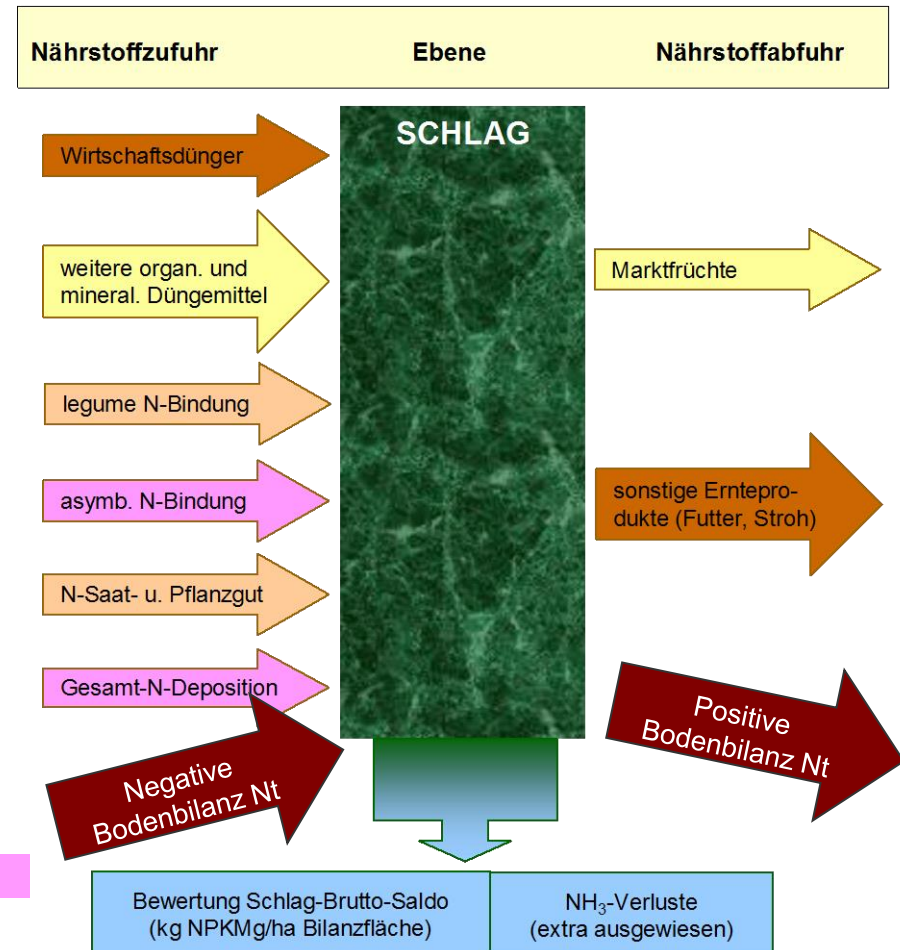 Nährstoffzufuhr Ebene Nährstoffabfuhr
SCHLAG
Wirtschaftsdünger
weitere organ. und
mineral. Düngemittel
legume N-Bindung
asymb. N-Bindung
N-Saat- u. Pflanzgut
Gesamt-N-Deposition
Negative
Bodenbilanz Nt
Marktfrüchte
sonstige Erntepro-
dukte (Futter, Stroh)
Positive
Bodenbilanz Nt
Bewertung Schlag-Brutto-Saldo
(kg NPKMg/ha Bilanzfläche)
NH₃-Verluste
(extra ausgewiesen)